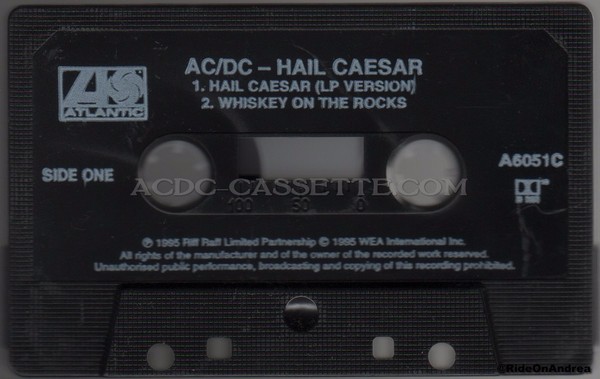 AC/DC – HAIL CAESAR
1. HAIL CAESAR (LP VERSION)
2. WHISKEY ON THE ROCKS
ATLANTIC
SIDE ONE
A6051C
ACDC-CASSETTE.COM
100 50 0
℗ 1995 Riff Raff Limited Partnership © 1995 WEA International Inc.
All rights of the manufacturer and of the owner of the recorded work reserved.
Unauthorised public performance, broadcasting and copying of this recording prohibited.
©RideOnAndrea